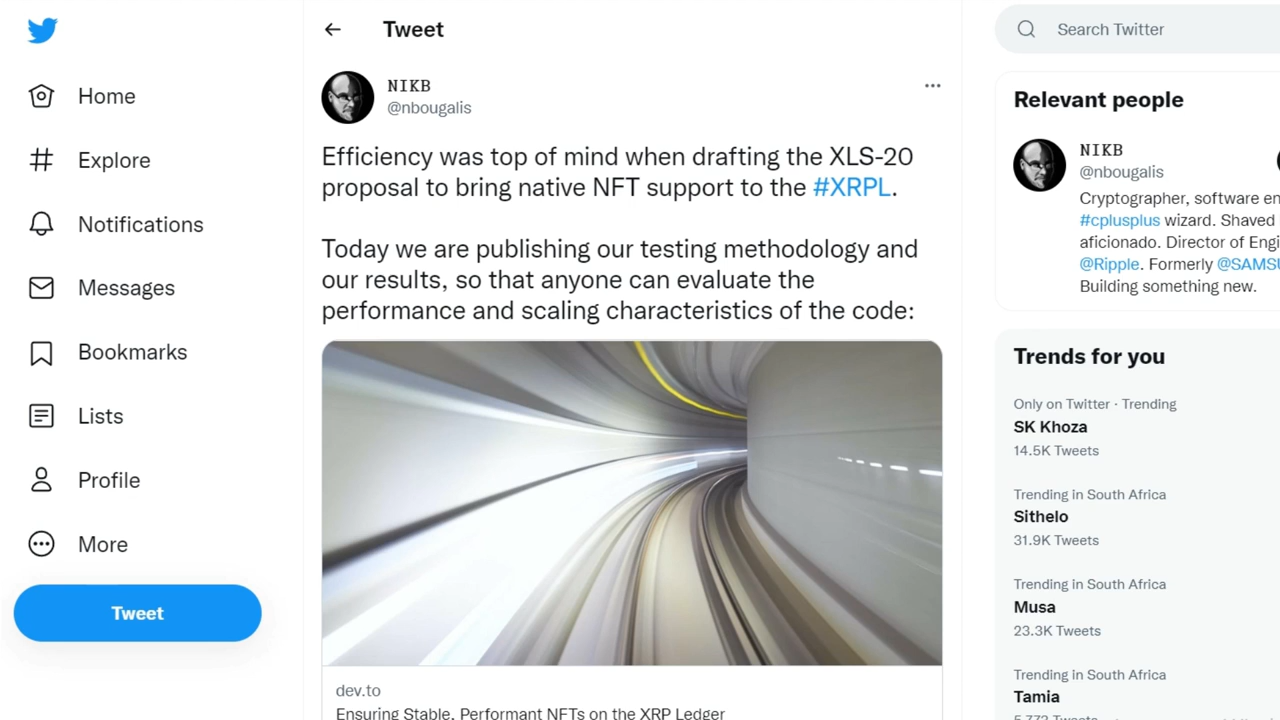 Home
Explore
Notifications
Messages
Bookmarks
Lists
Profile
More
Tweet
Tweet
NIKB
@nbougalis
Efficiency was top of mind when drafting the XLS-20
proposal to bring native NFT support to the #XRPL.
Today we are publishing our testing methodology and
our results, so that anyone can evaluate the
performance and scaling characteristics of the code:
dev.to
Ensuring Stable, Performant NFTs on the XRP Ledger
Search Twitter
Relevant people
NIKB
@nbougalis
Cryptographer, software en
#cplusplus wizard. Shaved
aficionado. Director of Engi
@Ripple. Formerly @SAMSU
Building something new.
Trends for you
Only on Twitter · Trending
SK Khoza
14.5K Tweets
Trending in South Africa
Sithelo
31.9K Tweets
Trending in South Africa
Musa
23.3K Tweets
Trending in South Africa
Tamia
5,772 Tweets